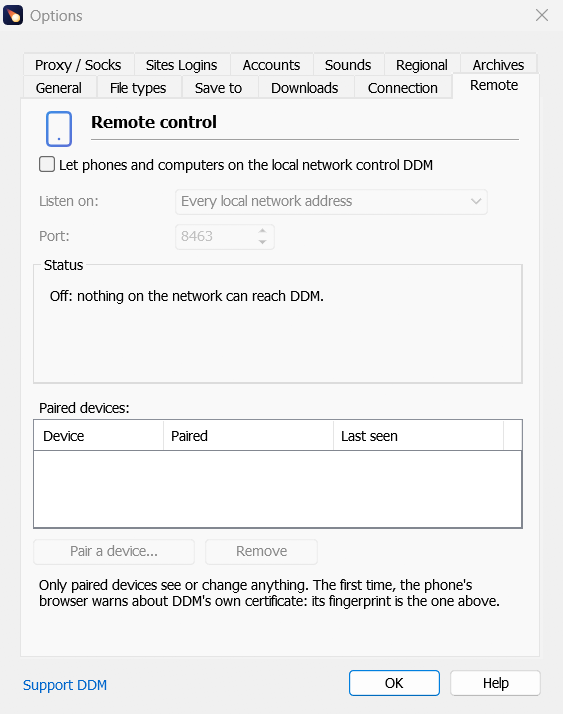 Options
Proxy / Socks Sites Logins Accounts Sounds Regional Archives
General File types Save to Downloads Connection Remote
Remote control
Let phones and computers on the local network control DDM
Listen on: Every local network address
Port: 8463
Status
Off: nothing on the network can reach DDM.
Paired devices:
Device Paired Last seen
Pair a device... Remove
Only paired devices see or change anything. The first time, the phone's
browser warns about DDM's own certificate: its fingerprint is the one above.
Support DDM OK Help